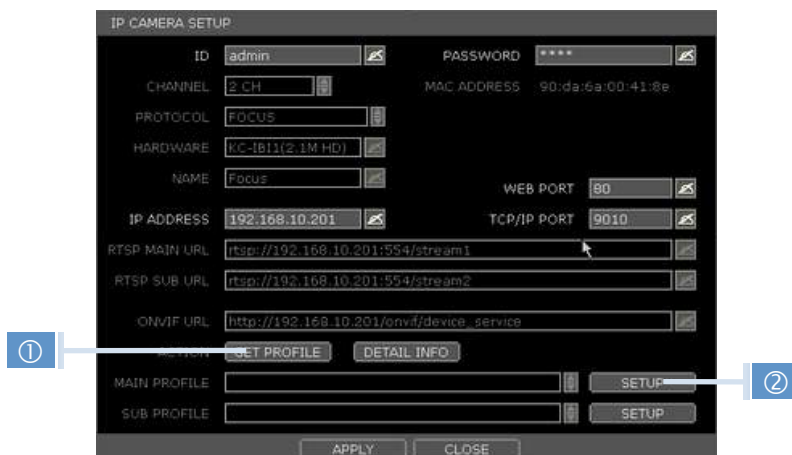 IP CAMERA SETUP
ID admin PASSWORD ****
CHANNEL 2 CH MAC ADDRESS 90:da:6a:00:41:8e
PROTOCOL FOCUS
HARDWARE KC-IB11(2.1M HD)
NAME Focus
WEB PORT 80
IP ADDRESS 192.168.10.201 TCP/IP PORT 9010
RTSP MAIN URL rtsp://192.168.10.201:554/stream1
RTSP SUB URL rtsp://192.168.10.201:554/stream2
ONVIF URL http://192.168.10.201/onvif/device_service
① ACTION GET PROFILE DETAIL INFO
MAIN PROFILE SETUP ②
SUB PROFILE SETUP
APPLY CLOSE